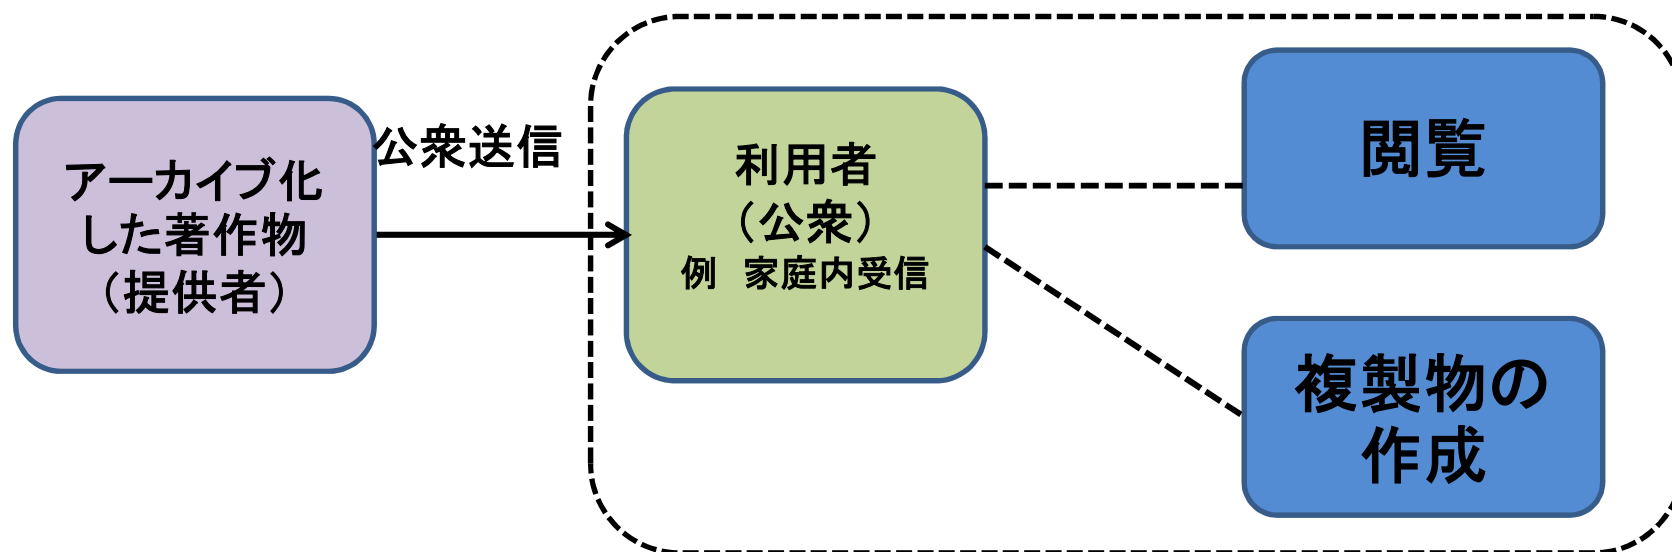 アーカイブ化
した著作物
（提供者）
公衆送信
利用者
（公衆）
例　家庭内受信
閲覧
複製物の
作成